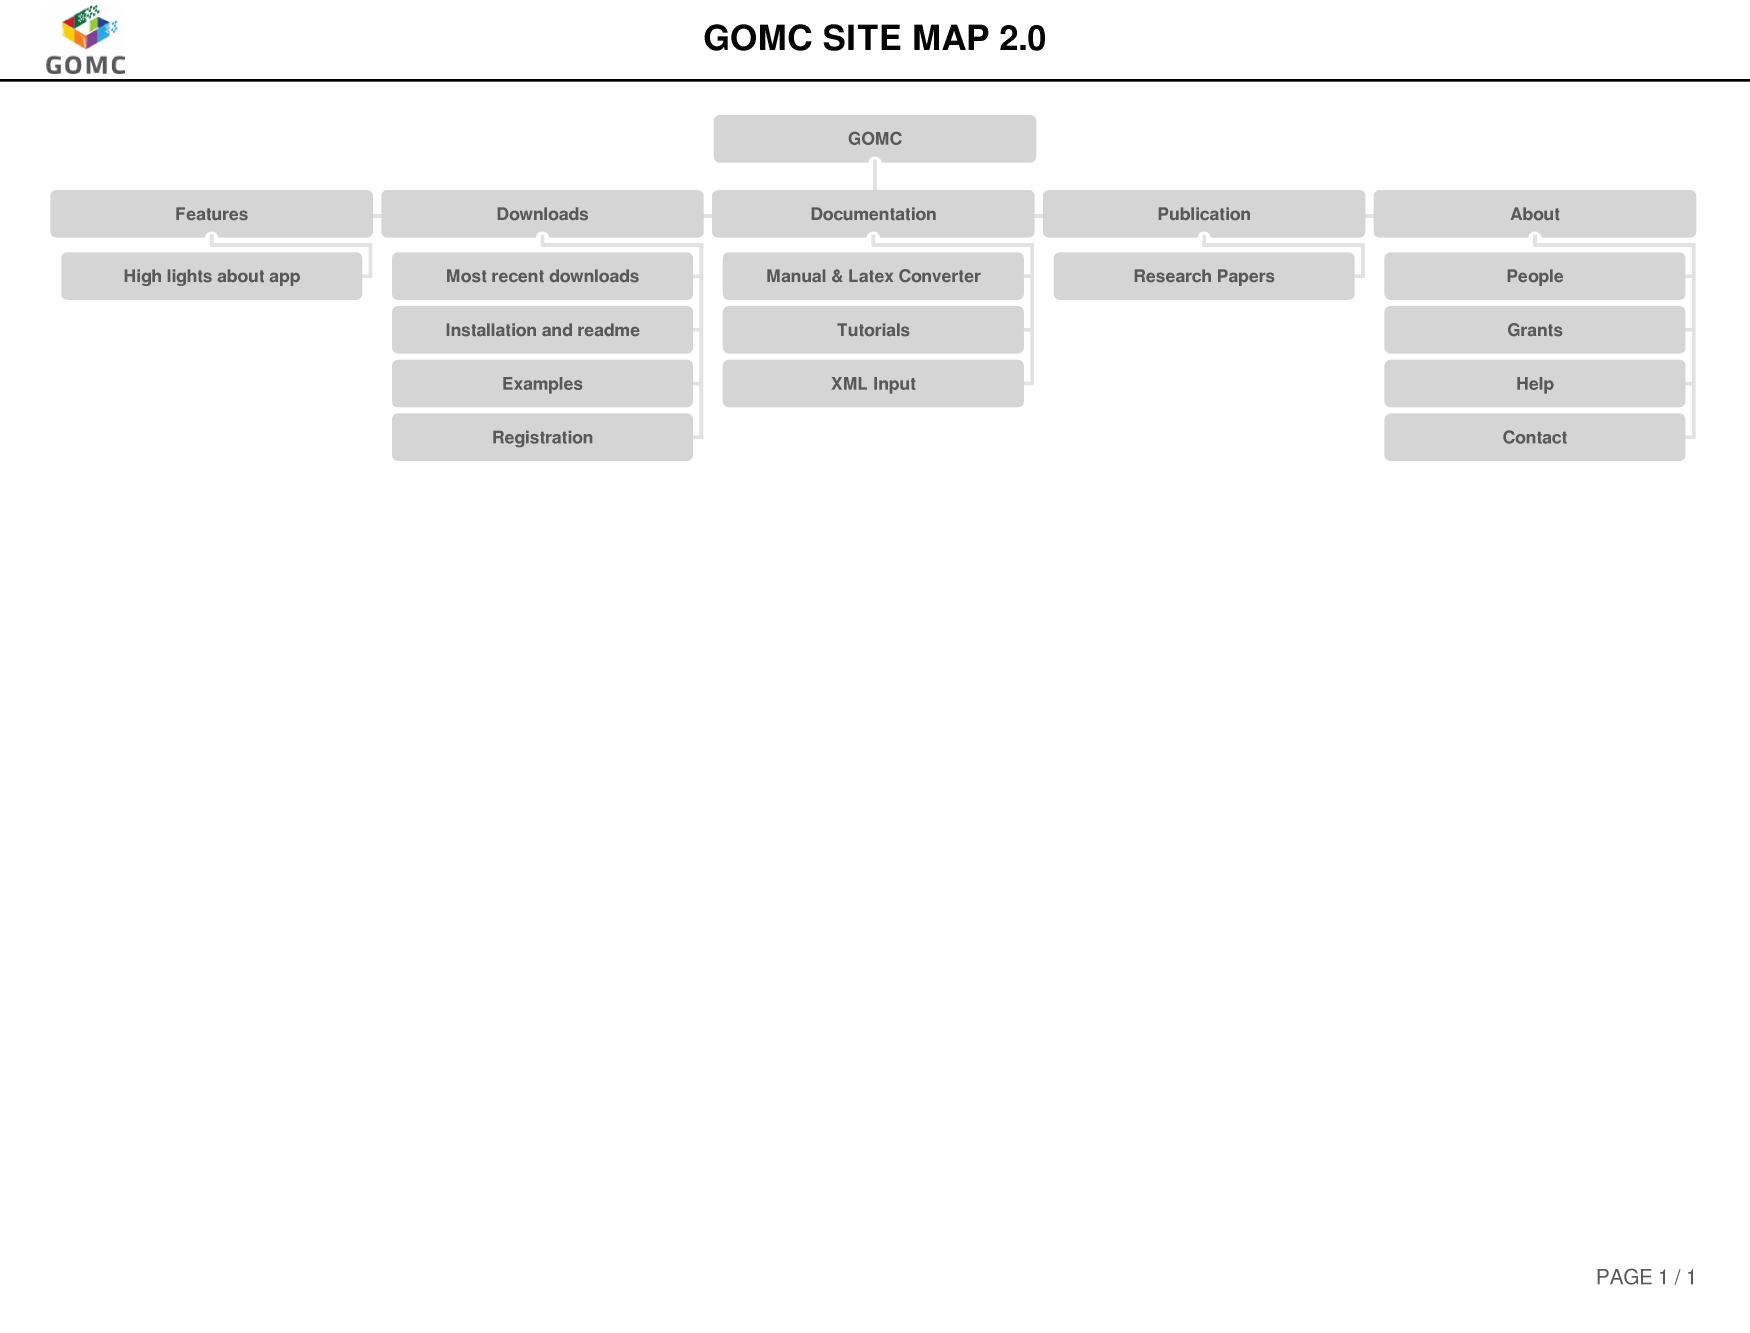 GOMC
GOMC SITE MAP 2.0
GOMC
Features
Downloads
Documentation
Publication
About
High lights about app
Most recent downloads
Manual & Latex Converter
Research Papers
People
Installation and readme
Tutorials
Grants
Examples
XML Input
Help
Registration
Contact
PAGE 1 / 1